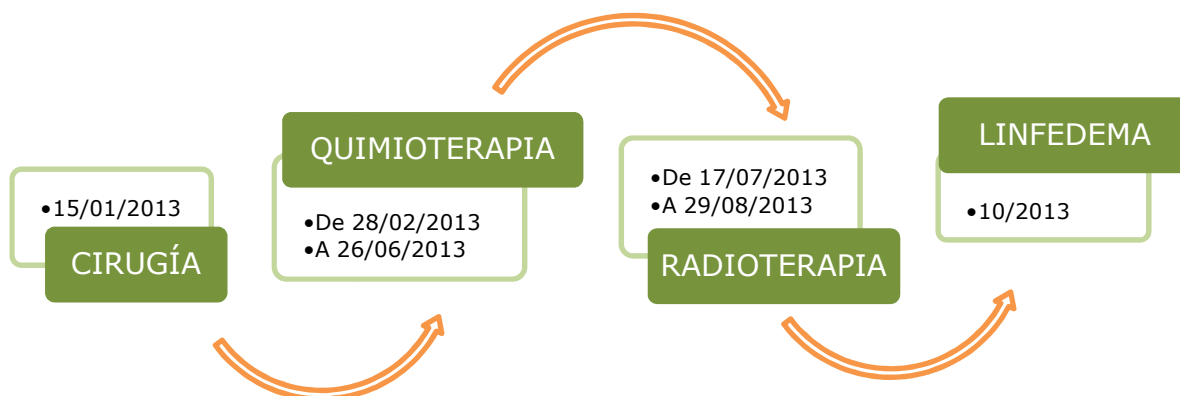 •15/01/2013
CIRUGÍA
QUIMIOTERAPIA
•De 28/02/2013
•A 26/06/2013
•De 17/07/2013
•A 29/08/2013
RADIOTERAPIA
LINFEDEMA
•10/2013